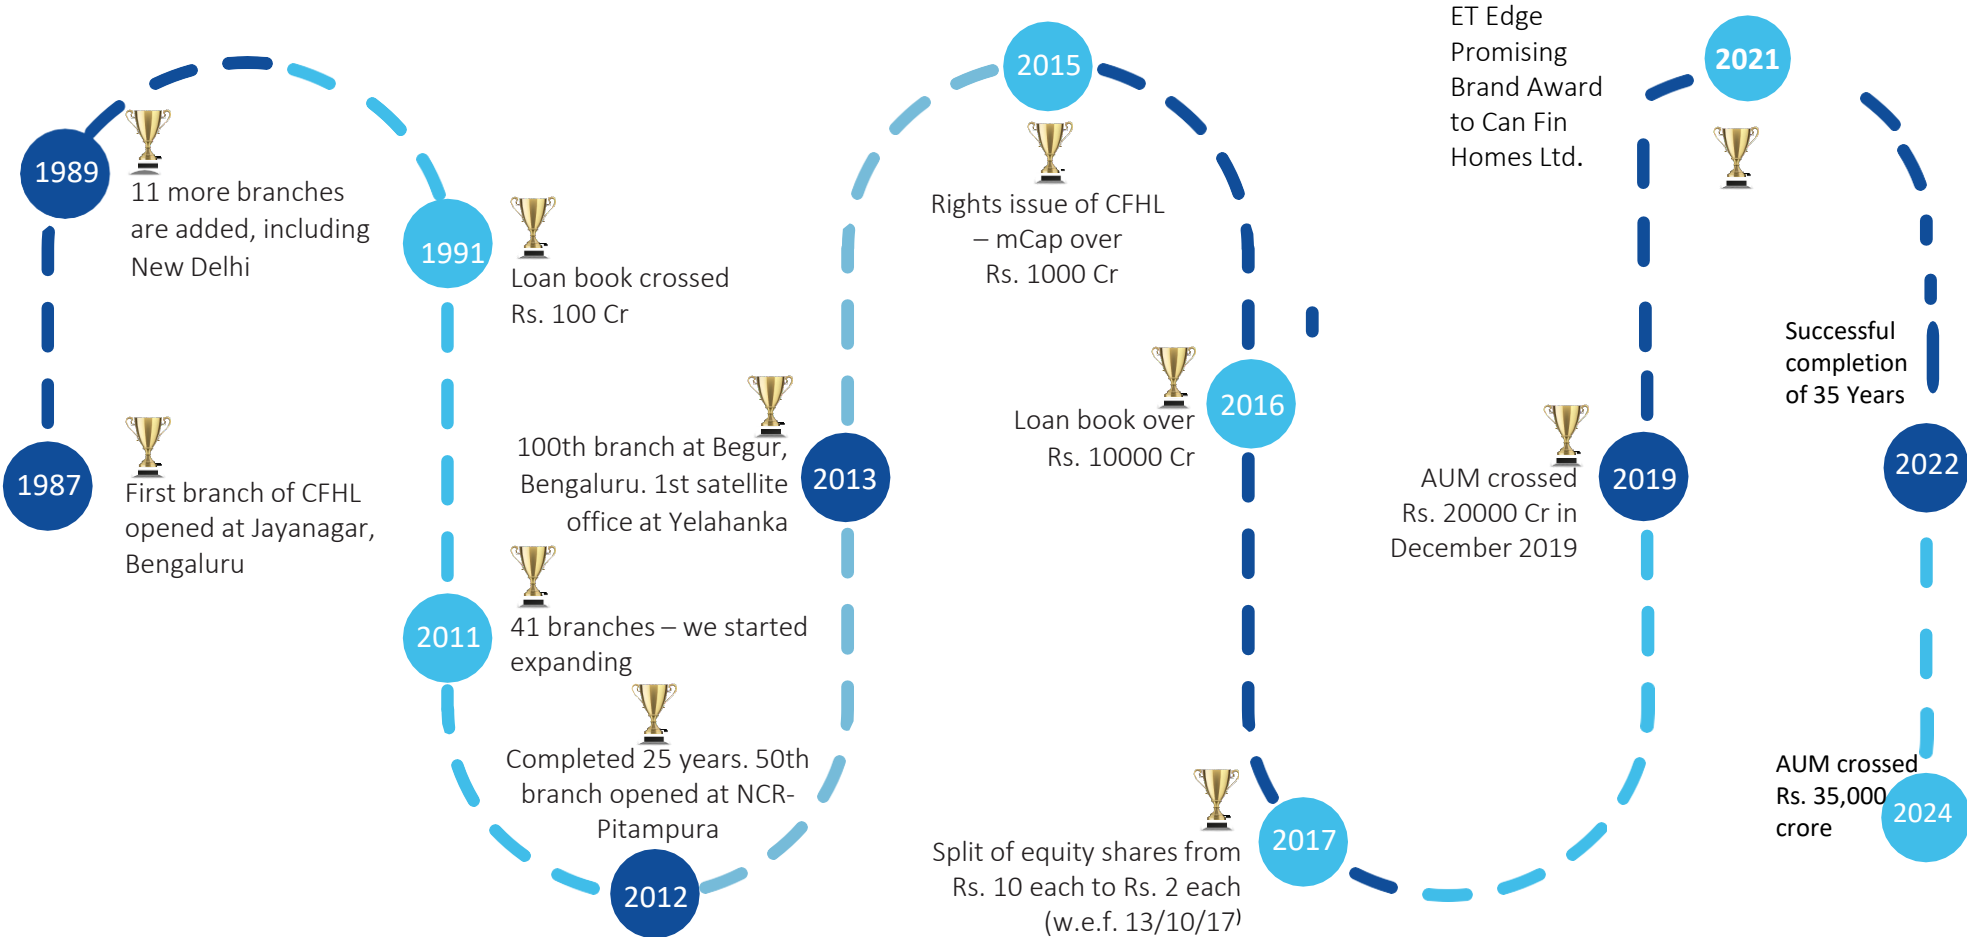 1987
First branch of CFHL
opened at Jayanagar,
Bengaluru
1989
11 more branches
are added, including
New Delhi
1991
Loan book crossed
Rs. 100 Cr
2011
41 branches – we started
expanding
Completed 25 years. 50th
branch opened at NCR-
Pitampura
2012
100th branch at Begur,
Bengaluru. 1st satellite
office at Yelahanka
2013
2015
Rights issue of CFHL
– mCap over
Rs. 1000 Cr
2016
Loan book over
Rs. 10000 Cr
2017
Split of equity shares from
Rs. 10 each to Rs. 2 each
(w.e.f. 13/10/17)
2019
AUM crossed
Rs. 20000 Cr in
December 2019
ET Edge
Promising
Brand Award
to Can Fin
Homes Ltd.
2021
Successful
completion
of 35 Years
2022
AUM crossed
Rs. 35,000
crore
2024